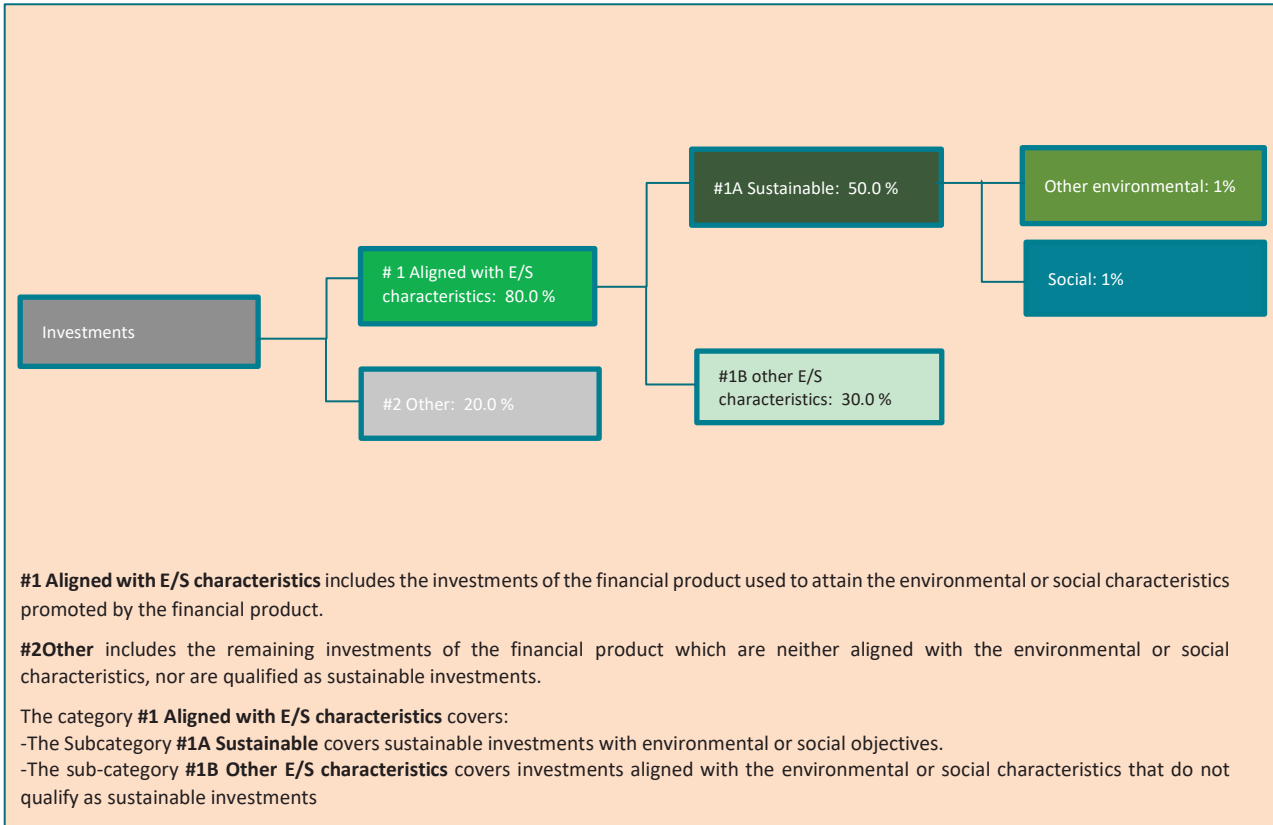 #1A Sustainable: 50.0 %
Other environmental: 1%
# 1 Aligned with E/S
characteristics: 80.0 %
Social: 1%
Investments
#1B other E/S
characteristics: 30.0 %
#2 Other: 20.0 %
#1 Aligned with E/S characteristics includes the investments of the financial product used to attain the environmental or social characteristics
promoted by the financial product.
#2Other includes the remaining investments of the financial product which are neither aligned with the environmental or social
characteristics, nor are qualified as sustainable investments.
The category #1 Aligned with E/S characteristics covers:
-The Subcategory #1A Sustainable covers sustainable investments with environmental or social objectives.
-The sub-category #1B Other E/S characteristics covers investments aligned with the environmental or social characteristics that do not
qualify as sustainable investments